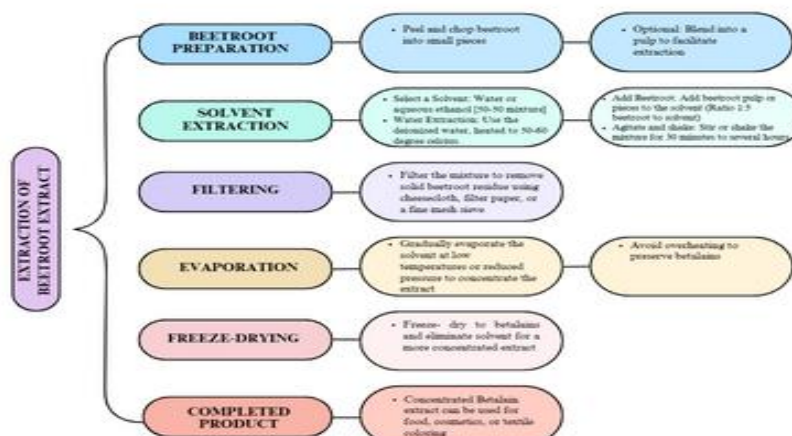 EXTRACTION OF
BEETROOT EXTRACT
BEETROOT
PREPARATION
• Peel and chop beetroot
into small pieces
• Optional: Blend into a
pulp to facilitate
extraction
SOLVENT
EXTRACTION
• Select a Solvent: Water or
aqueous ethanol [50-50 mixture]
• Water Extraction: Use the
deionized water, heated to 50-60
degree celcius
• Add Beetroot: Add beetroot pulp or
pieces to the solvent (Ratio 1:5
beetroot to solvent)
• Agitate and shake: Stir or shake the
mixture for 30 minutes to several hours
FILTERING
• Filter the mixture to remove
solid beetroot residue using
cheesecloth, filter paper, or
a fine mesh sieve
EVAPORATION
• Gradually evaporate the
solvent at low
temperatures or reduced
pressure to concentrate the
extract
• Avoid overheating to
preserve betalains
FREEZE-DRYING
• Freeze- dry to betalains
and eliminate solvent for a
more concentrated extract
COMPLETED
PRODUCT
• Concentrated Betalain
extract can be used for
food, cosmetics, or textile
coloring